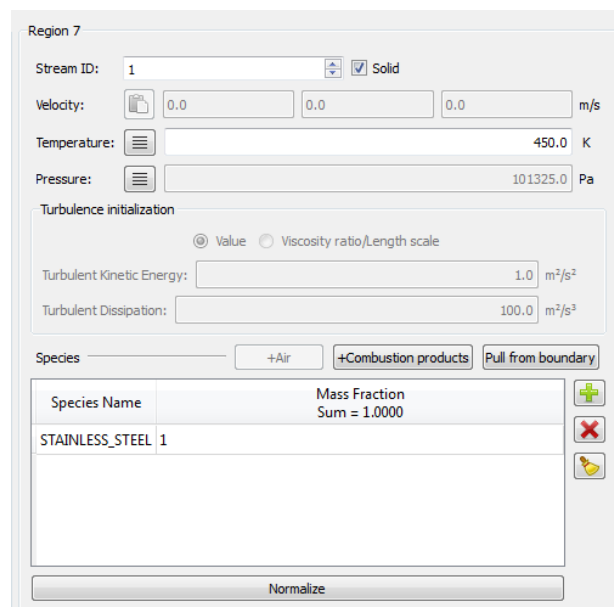 Region 7
Stream ID: 1 Solid
Velocity: 0.0 0.0 0.0 m/s
Temperature: 450.0 K
Pressure: 101325.0 Pa
Turbulence initialization
Value Viscosity ratio/Length scale
Turbulent Kinetic Energy: 1.0 m²/s²
Turbulent Dissipation: 100.0 m²/s³
Species +Air +Combustion products Pull from boundary
Species Name Mass Fraction
Sum = 1.0000
STAINLESS_STEEL 1
Normalize